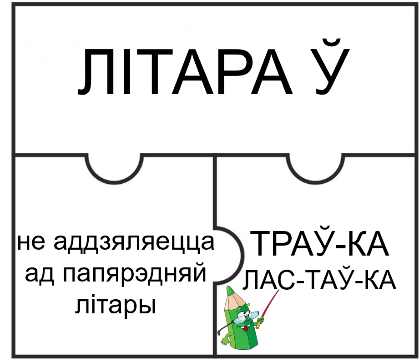 ЛІТАРА Ў
не аддзяляецца
ад папярэдняй
літары
ТРАЎ-КА
ЛАС-ТАЎ-КА